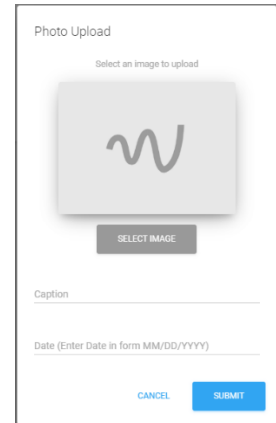 Photo Upload
Select an image to upload
SELECT IMAGE
Caption
Date (Enter Date in form MM/DD/YYYY)
CANCEL SUBMIT